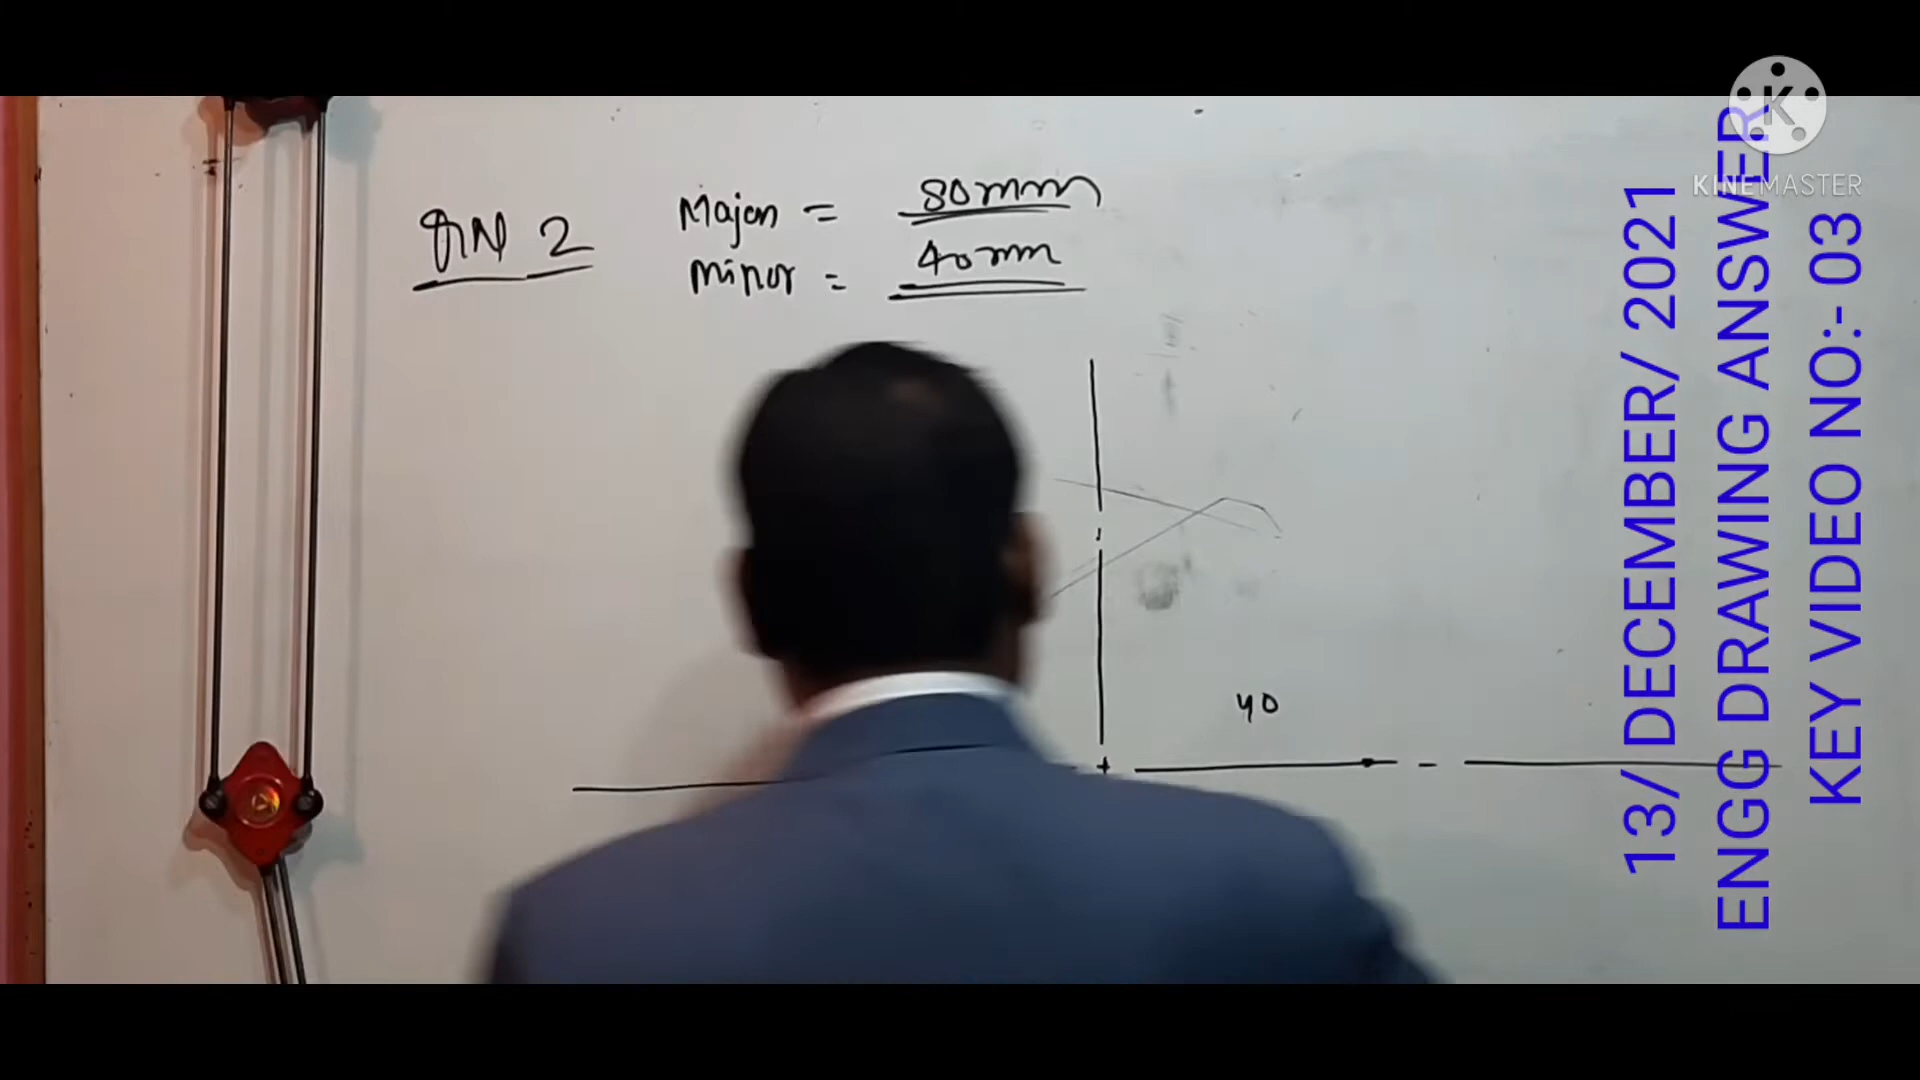 QN 2
Major = 80mm
Minor = 40mm
40
13/ DECEMBER/ 2021
ENGG DRAWING ANSWER
KEY VIDEO NO:- 03
K
KINEMASTER